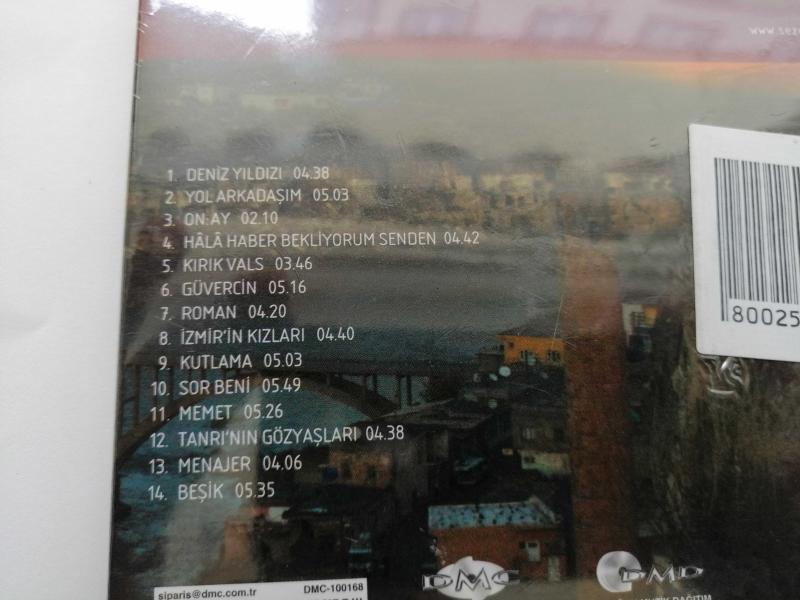 www.sez
1. DENİZ YILDIZI 04.38
2. YOL ARKADAŞIM 05.03
3. ON AY 02.10
4. HÂLÂ HABER BEKLİYORUM SENDEN 04.42
5. KIRIK VALS 03.46
6. GÜVERCİN 05.16
7. ROMAN 04.20
8. İZMİR'İN KIZLARI 04.40
9. KUTLAMA 05.03
10. SOR BENİ 05.49
11. MEMET 05.26
12. TANRI'NIN GÖZYAŞLARI 04.38
13. MENAJER 04.06
14. BEŞİK 05.35
80025
siparis@dmc.com.tr DMC-100168
DMC
DMD